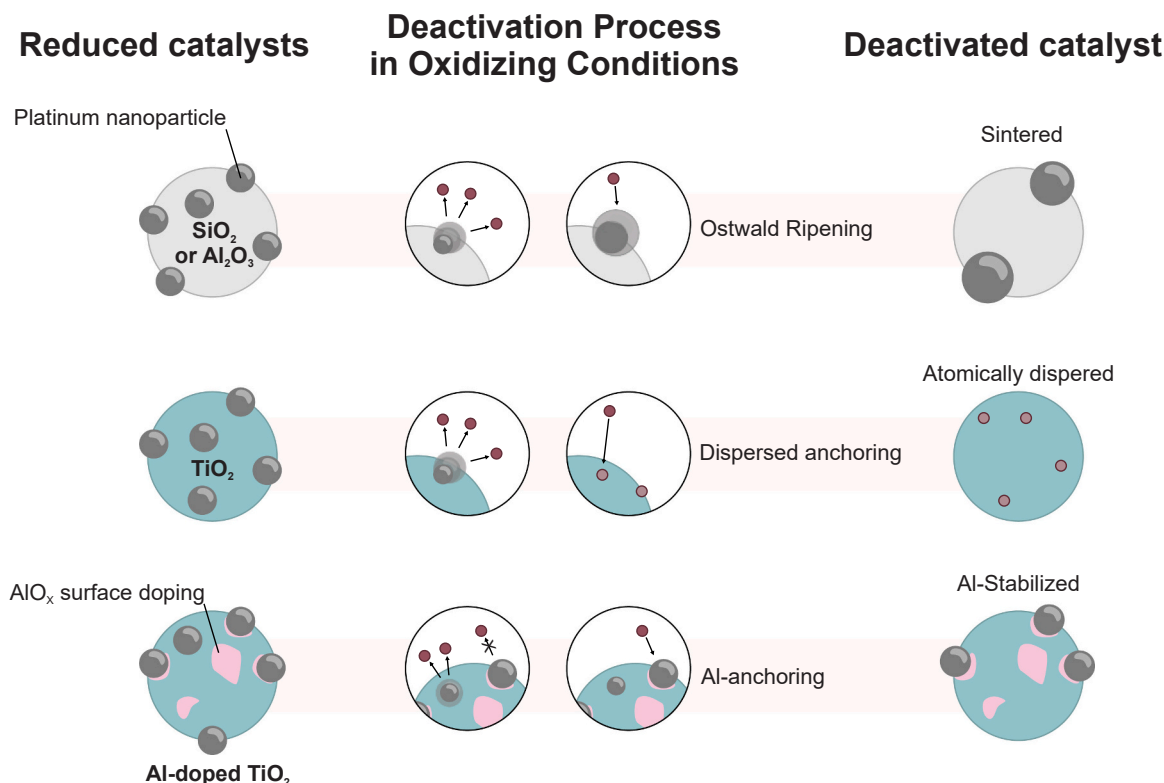 Reduced catalysts
Deactivation Process
in Oxidizing Conditions
Deactivated catalyst
Platinum nanoparticle
SiO₂
or Al₂O₃
Ostwald Ripening
Sintered
TiO₂
Dispersed anchoring
Atomically dispered
AlOₓ surface doping
Al-doped TiO₂
Al-anchoring
Al-Stabilized